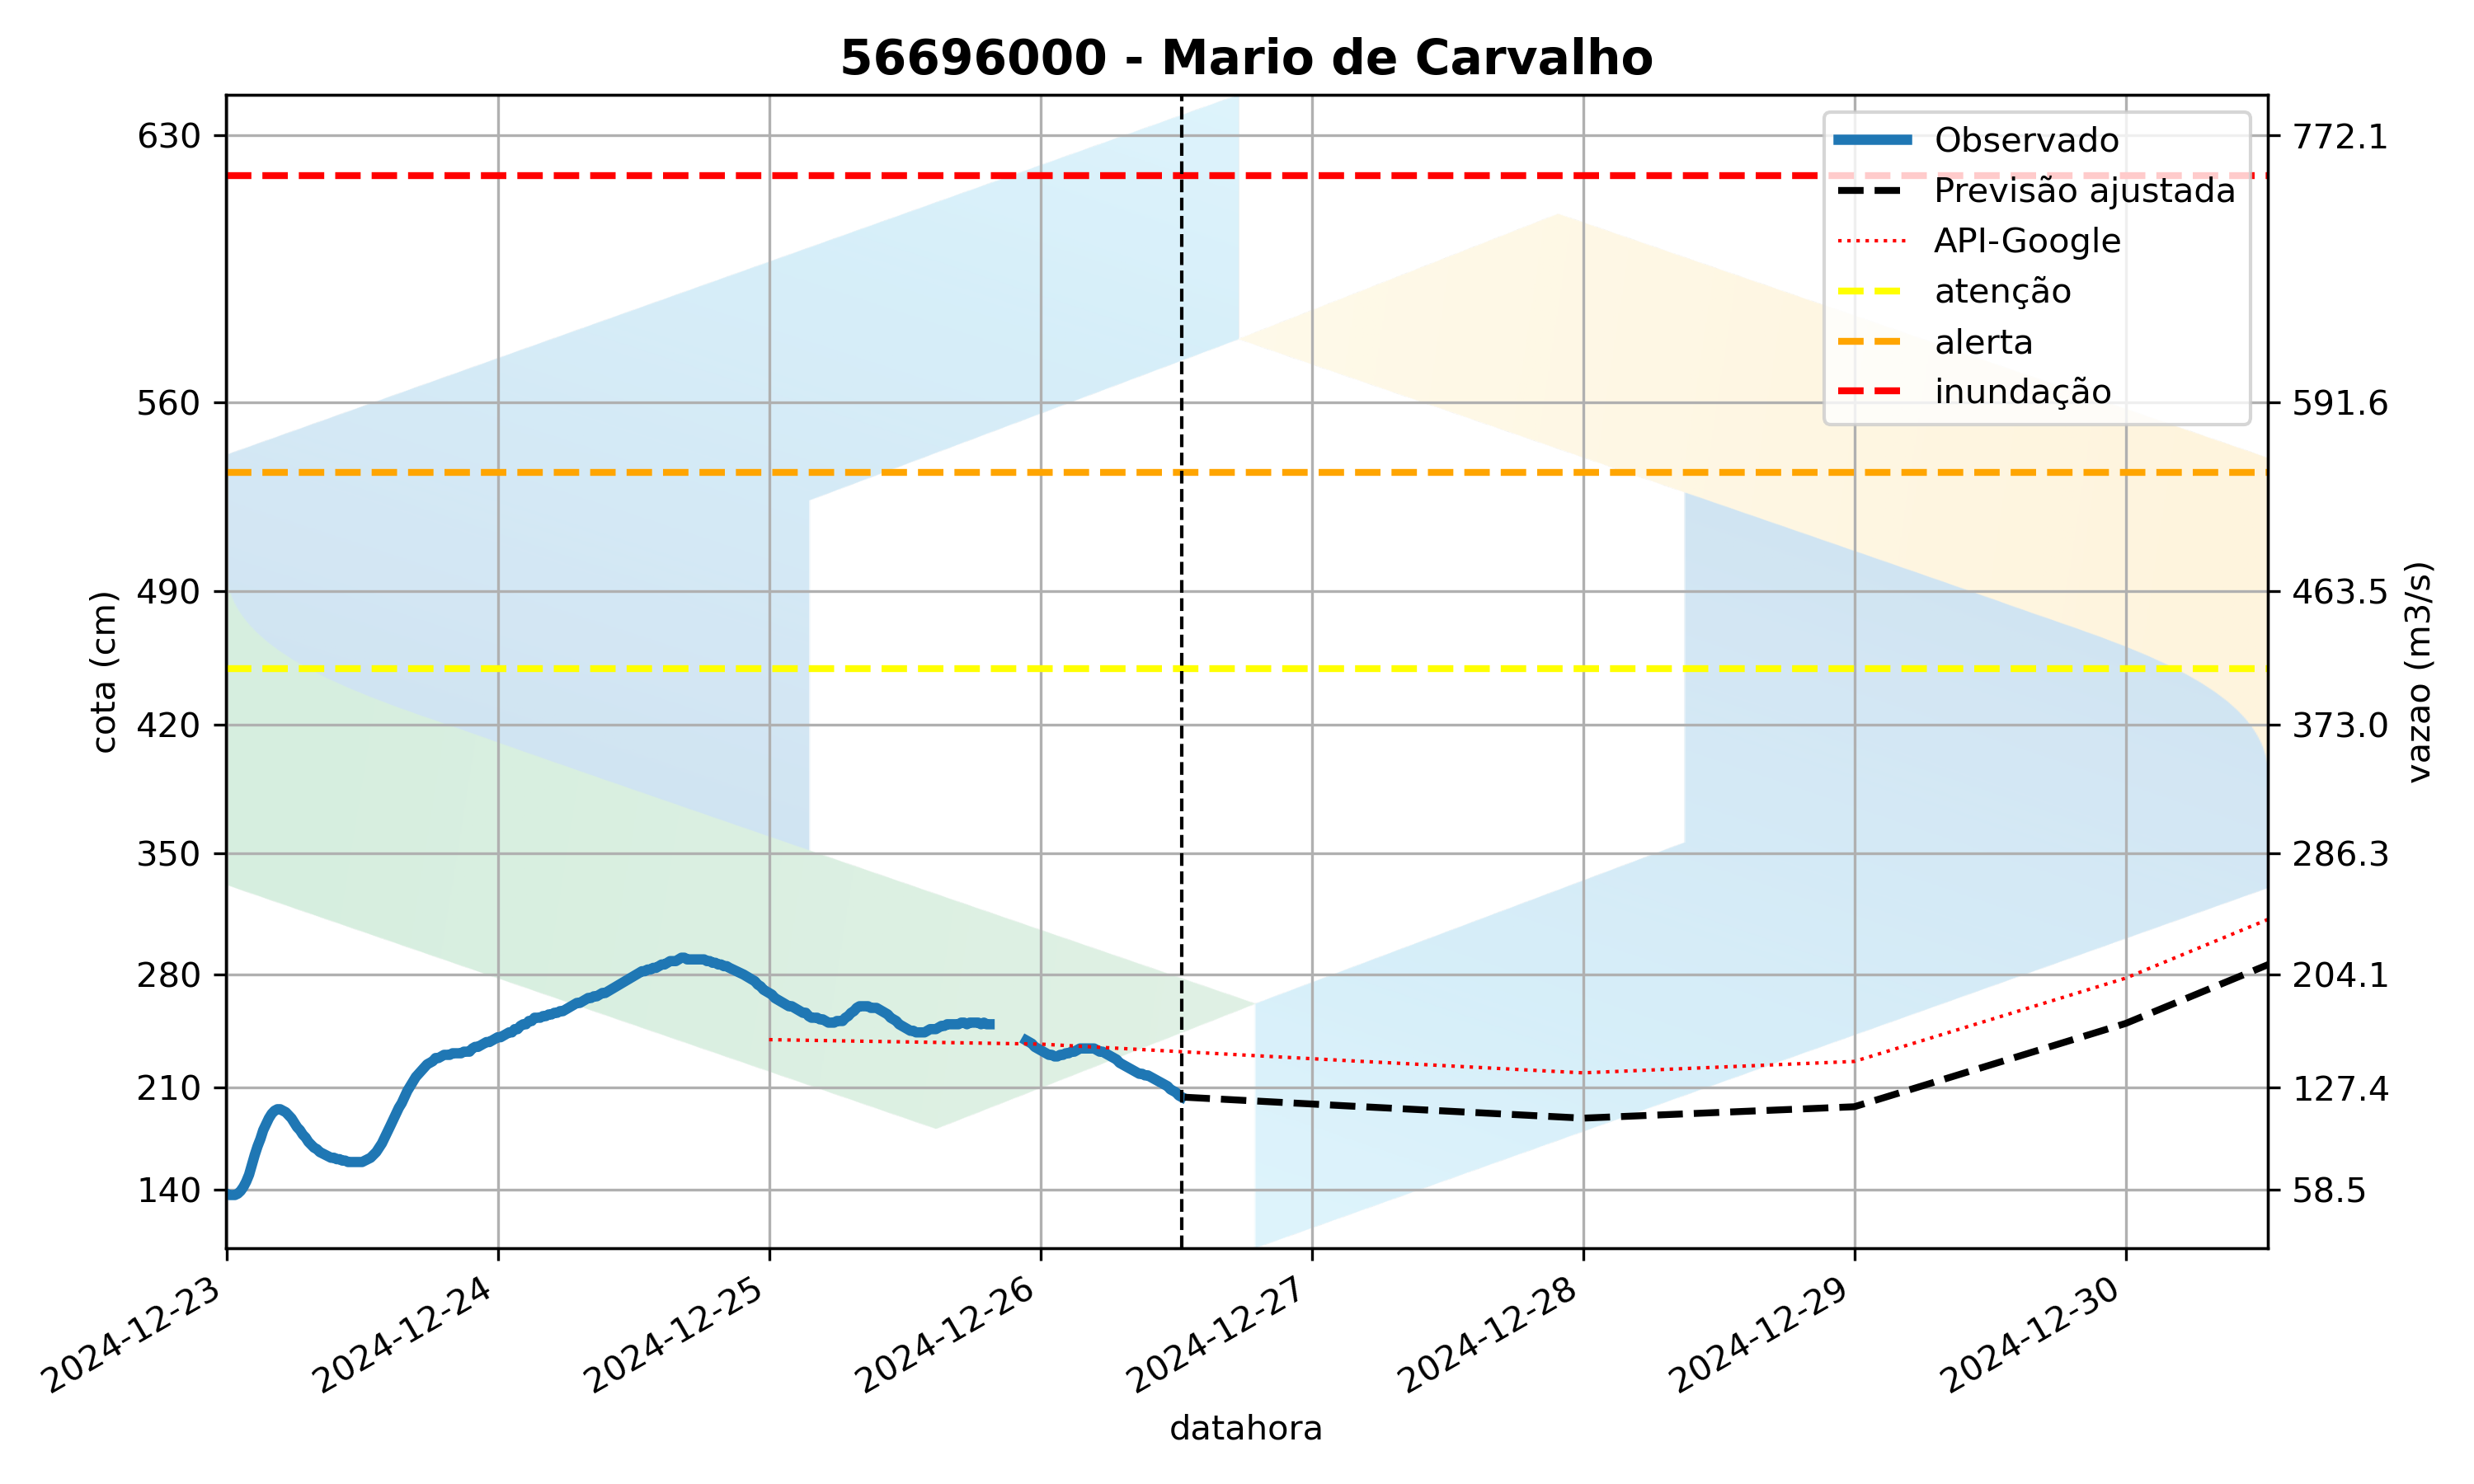 56696000 - Mario de Carvalho
630
560
490
420
350
280
210
140
cota (cm)
772.1
591.6
463.5
373.0
286.3
204.1
127.4
58.5
vazao (m3/s)
Observado
Previsão ajustada
API-Google
atenção
alerta
inundação
2024-12-23
2024-12-24
2024-12-25
2024-12-26
2024-12-27
2024-12-28
2024-12-29
2024-12-30
datahora